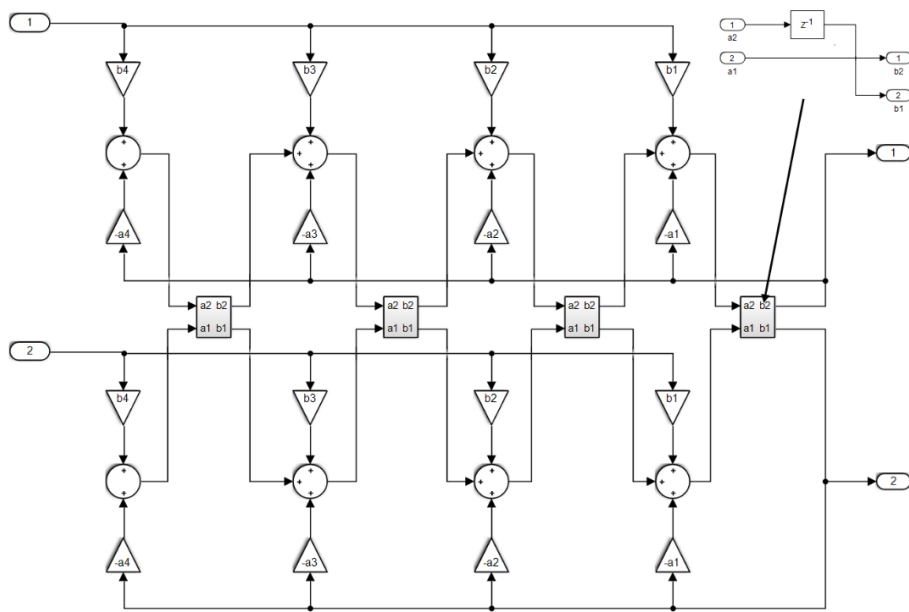 1
1
z-1
a2
2
1
a1
b2
2
b1
b4
b3
b2
b1
+
+
+
+
+
+
+
+
+
+
+
1
-a4
-a3
-a2
-a1
a2 b2
a1 b1
a2 b2
a1 b1
a2 b2
a1 b1
a2 b2
a1 b1
2
b4
b3
b2
b1
+
+
+
+
+
+
+
+
+
+
+
2
-a4
-a3
-a2
-a1